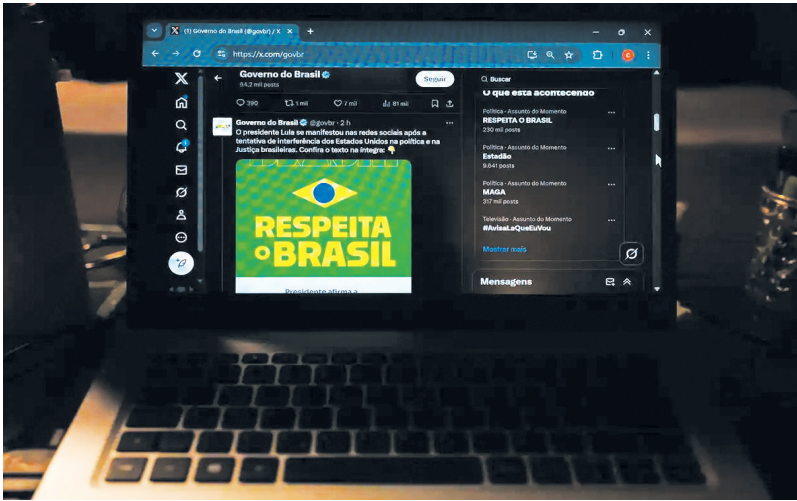 (1) Governo do Brasil (@govbr) / X
https://x.com/govbr
Governo do Brasil
64,2 mil posts
Seguir
390 1,1 mil 7 mil 81 mil
Governo do Brasil @govbr · 2 h
O presidente Lula se manifestou nas redes sociais após a
tentativa de interferência dos Estados Unidos na política e na
Justiça brasileiras. Confira o texto na íntegra:
RESPEITA
O BRASIL
Presidente afirma a
Buscar
O que está acontecendo
Política · Assunto do Momento
RESPEITA O BRASIL
230 mil posts
Política · Assunto do Momento
Estadão
9.641 posts
Política · Assunto do Momento
MAGA
317 mil posts
Televisão · Assunto do Momento
#AvisaLaQueEuVou
Mostrar mais
Mensagens